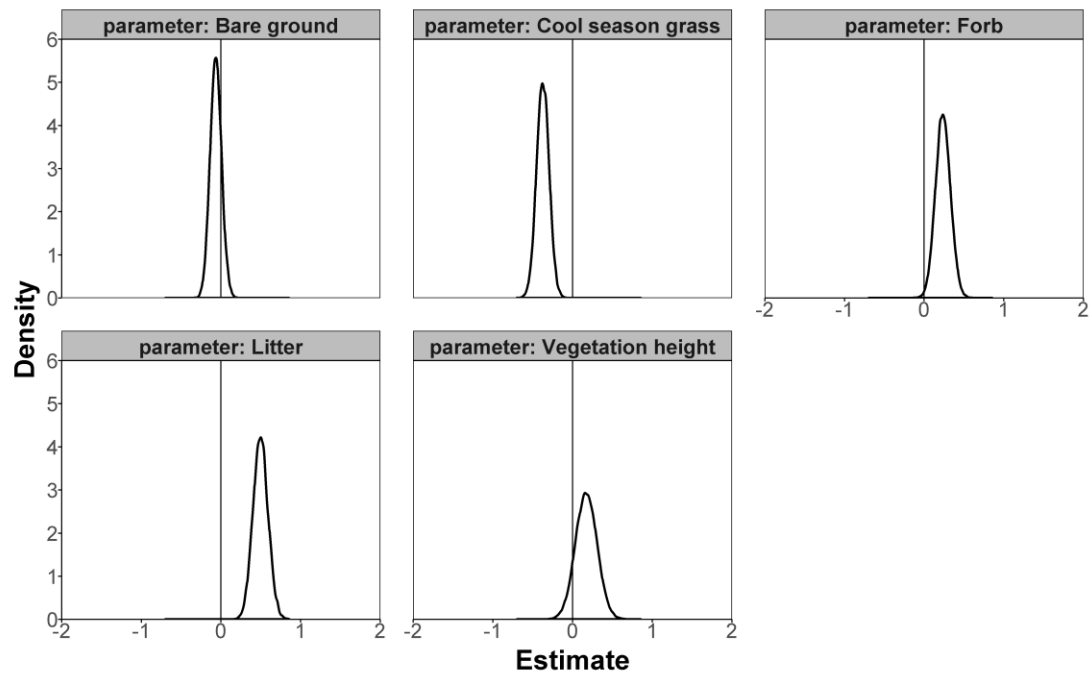 parameter: Bare ground
parameter: Cool season grass
parameter: Forb
6
5
4
3
2
1
0
-2 -1 0 1 2
parameter: Litter
parameter: Vegetation height
6
5
4
3
2
1
0
-2 -1 0 1 2
-2 -1 0 1 2
Density
Estimate